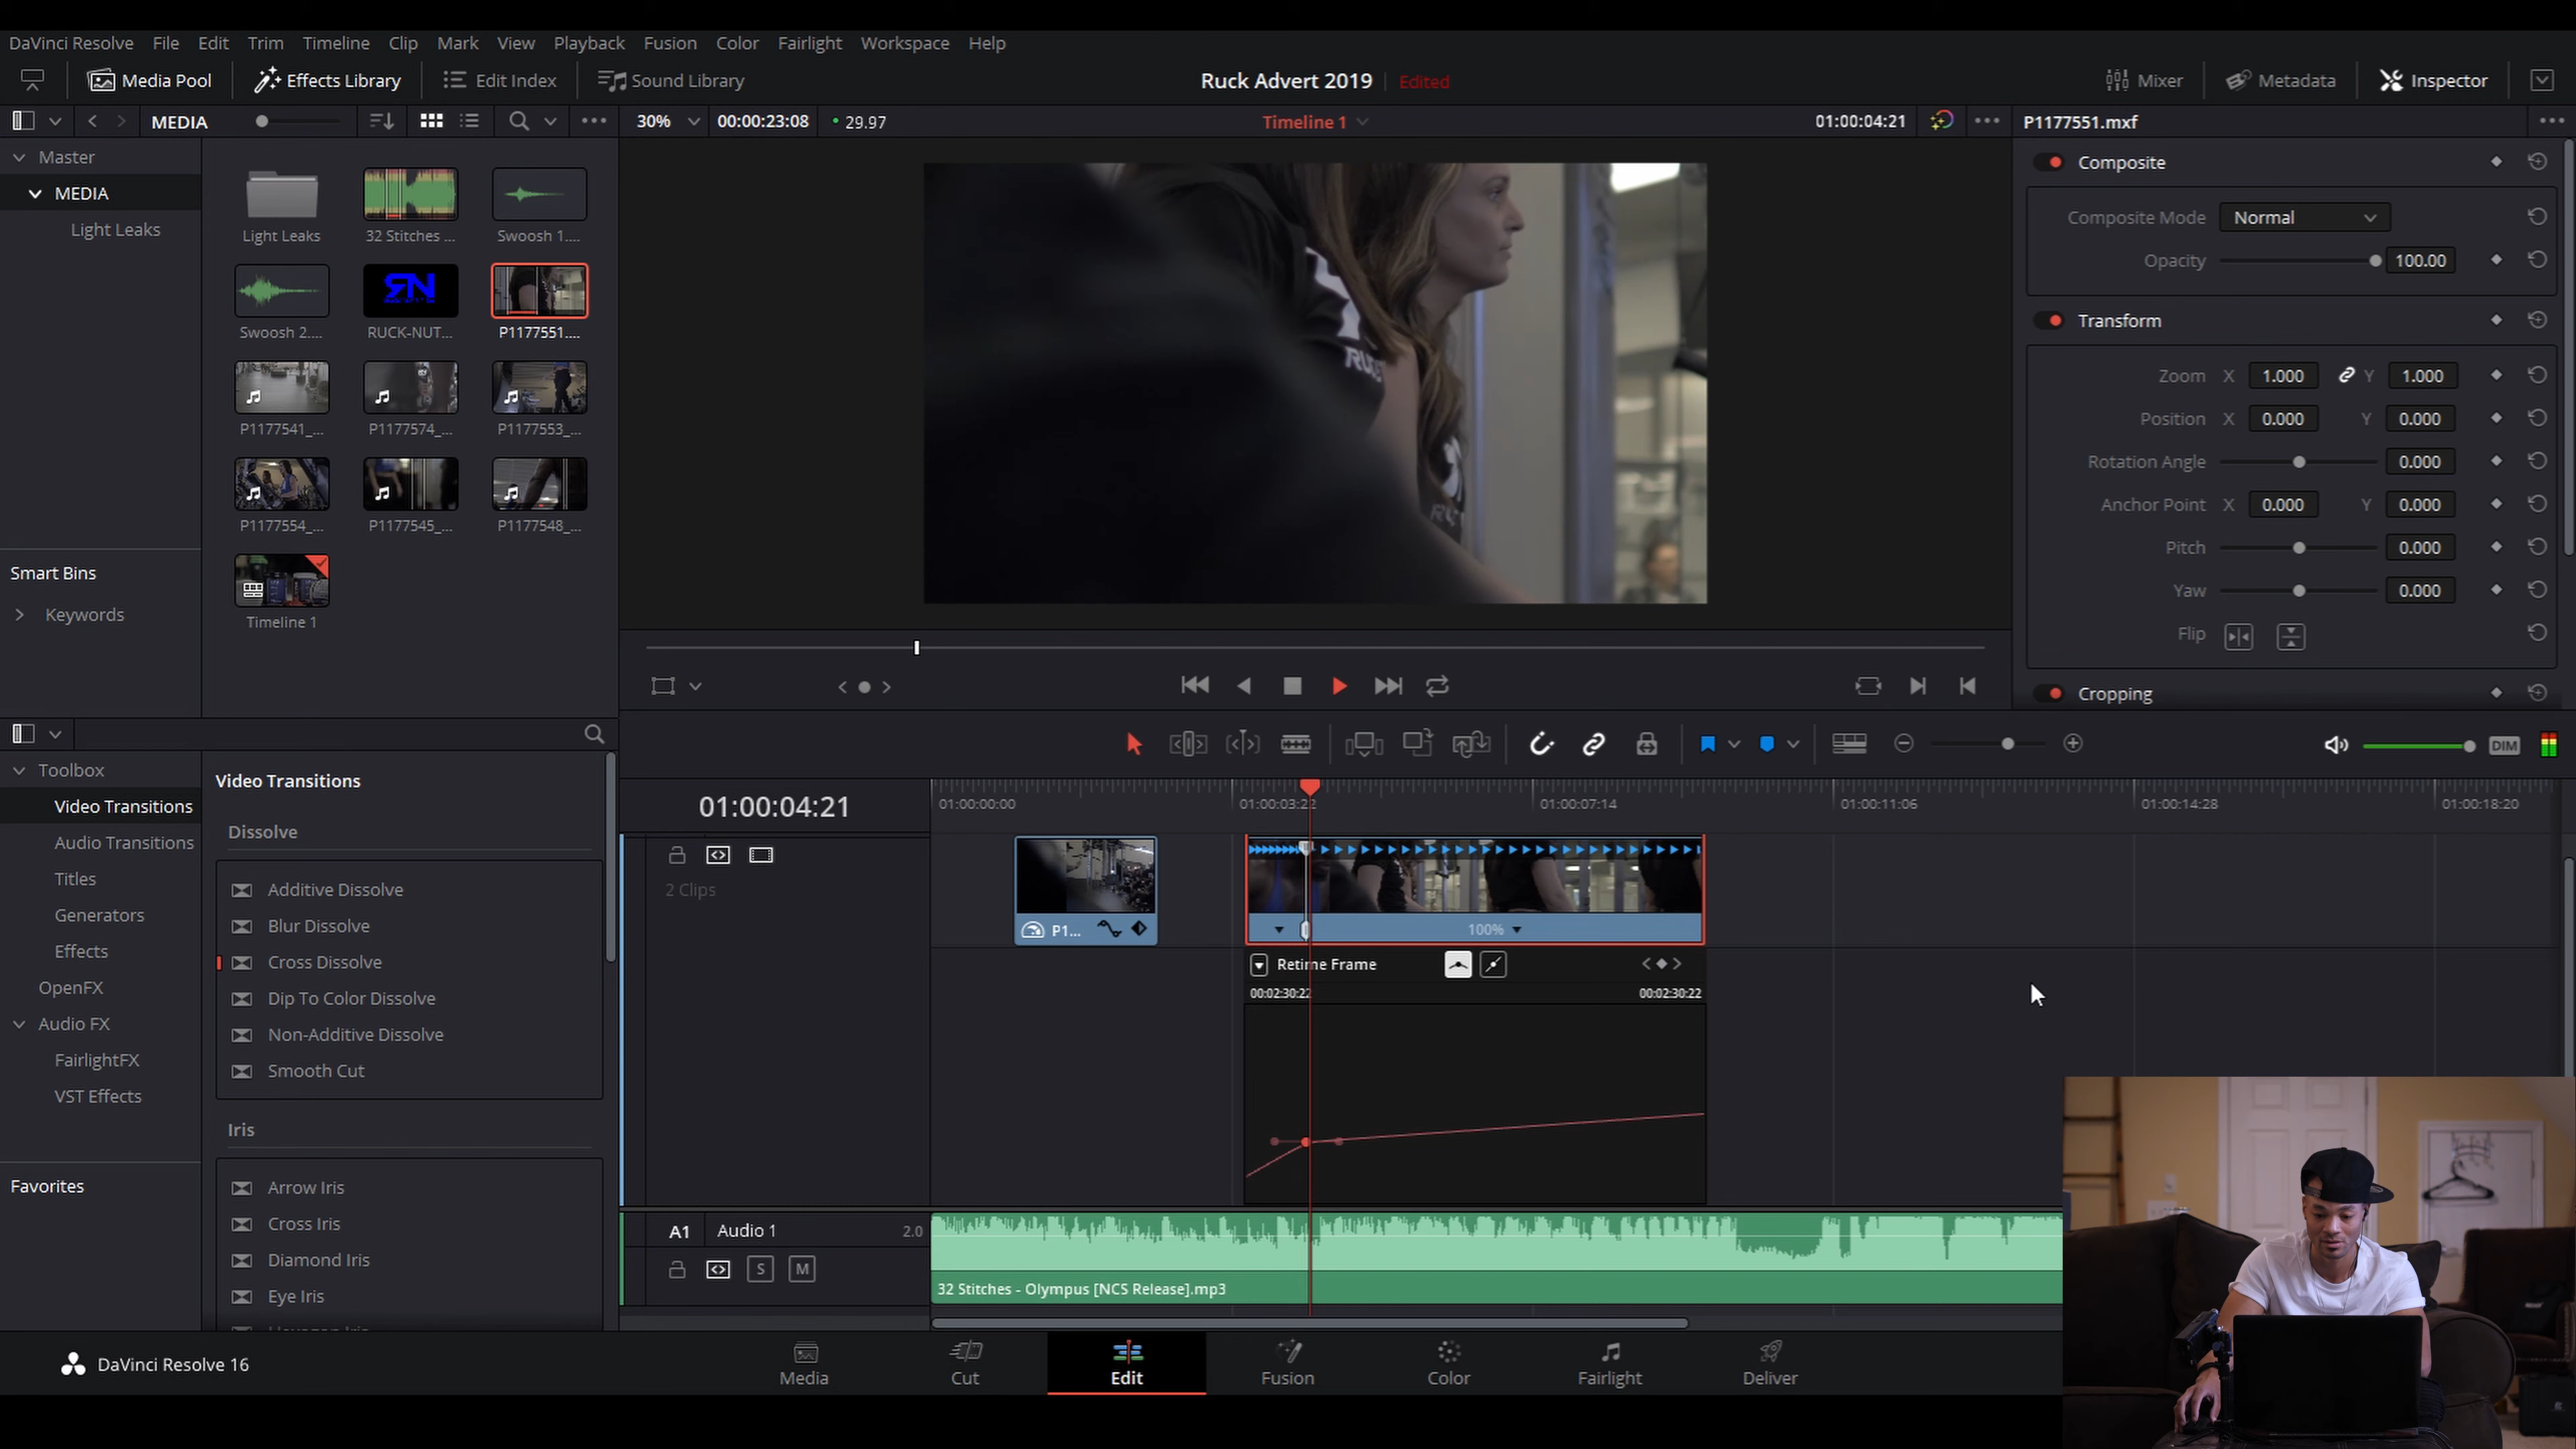 DaVinci Resolve File Edit Trim Timeline Clip Mark View Playback Fusion Color Fairlight Workspace Help
Media Pool Effects Library Edit Index Sound Library Ruck Advert 2019 Edited Mixer Metadata Inspector
MEDIA 30% 00:00:23:08 29.97 Timeline 1 01:00:04:21 P1177551.mxf
Master
MEDIA
Light Leaks
Smart Bins
Keywords
Light Leaks 32 Stitches ... Swoosh 1....
Swoosh 2.... RUCK-NUT... P1177551....
P1177541_... P1177574_... P1177553_...
P1177554_... P1177545_... P1177548_...
Timeline 1
RN
Composite
Composite Mode Normal
Opacity 100.00
Transform
Zoom X 1.000 Y 1.000
Position X 0.000 Y 0.000
Rotation Angle 0.000
Anchor Point X 0.000 Y 0.000
Pitch 0.000
Yaw 0.000
Flip
Cropping
DIM
Toolbox
Video Transitions
Audio Transitions
Titles
Generators
Effects
OpenFX
Audio FX
FairlightFX
VST Effects
Favorites
Video Transitions
Dissolve
Additive Dissolve
Blur Dissolve
Cross Dissolve
Dip To Color Dissolve
Non-Additive Dissolve
Smooth Cut
Iris
Arrow Iris
Cross Iris
Diamond Iris
Eye Iris
01:00:04:21 01:00:00:00 01:00:03:22 01:00:07:14 01:00:11:06 01:00:14:28 01:00:18:20
2 Clips
P1... 100%
Retime Frame
00:02:30:22 00:02:30:22
A1 Audio 1 2.0
S M
32 Stitches - Olympus [NCS Release].mp3
DaVinci Resolve 16 Media Cut Edit Fusion Color Fairlight Deliver